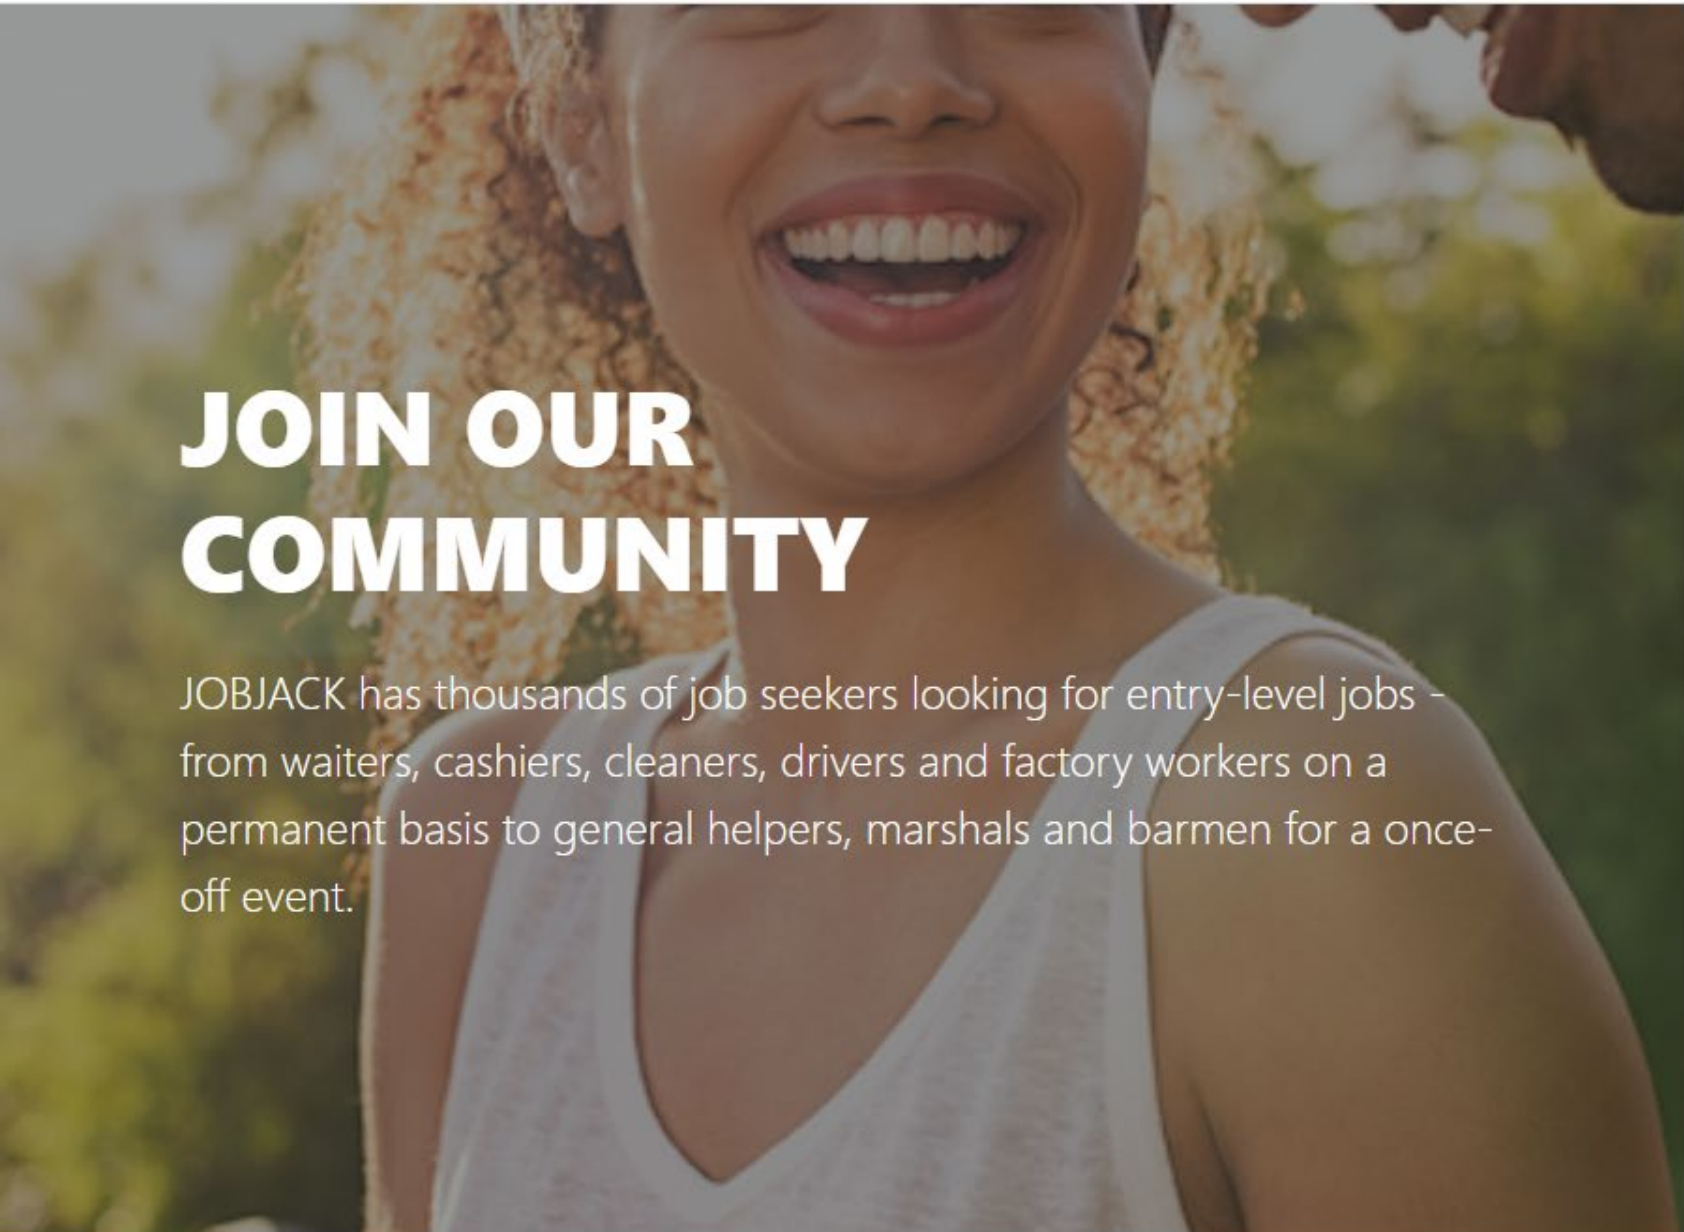 JOIN OUR
COMMUNITY
JOBJACK has thousands of job seekers looking for entry-level jobs -
from waiters, cashiers, cleaners, drivers and factory workers on a
permanent basis to general helpers, marshals and barmen for a once-
off event.